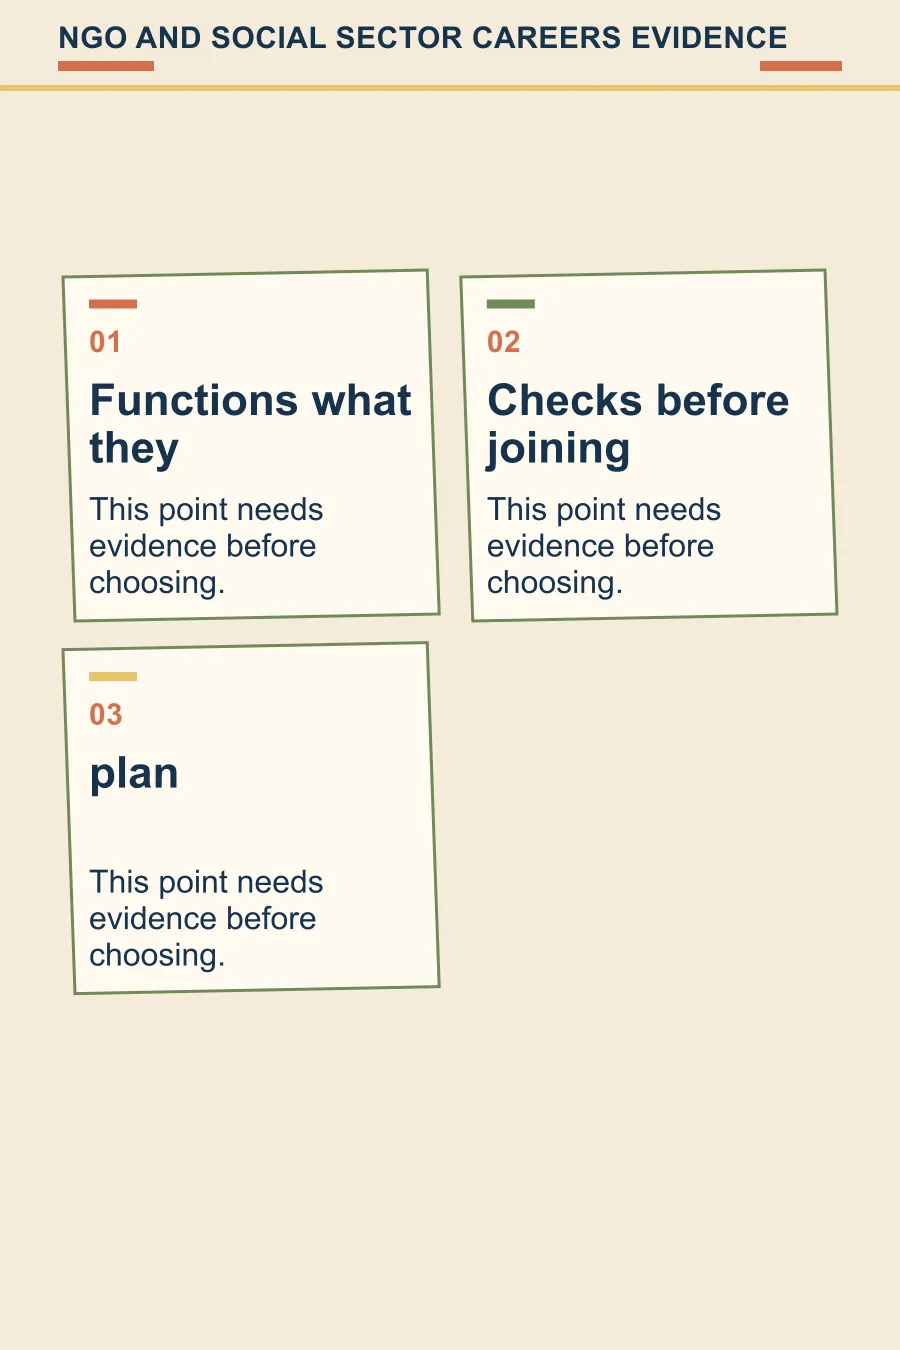 NGO AND SOCIAL SECTOR CAREERS EVIDENCE
01
Functions what
they
This point needs
evidence before
choosing.
02
Checks before
joining
This point needs
evidence before
choosing.
03
plan
This point needs
evidence before
choosing.